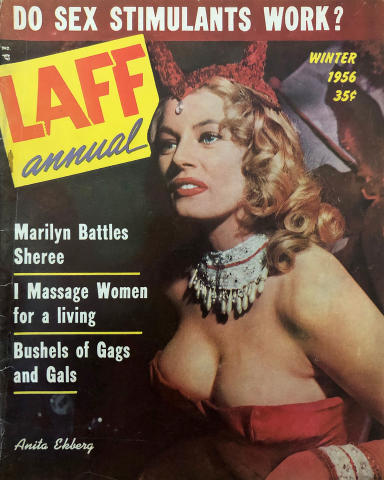 DO SEX STIMULANTS WORK?
LAFF
annual
WINTER
1956
35¢
Marilyn Battles
Sheree
I Massage Women
for a living
Bushels of Gags
and Gals
Anita Ekberg